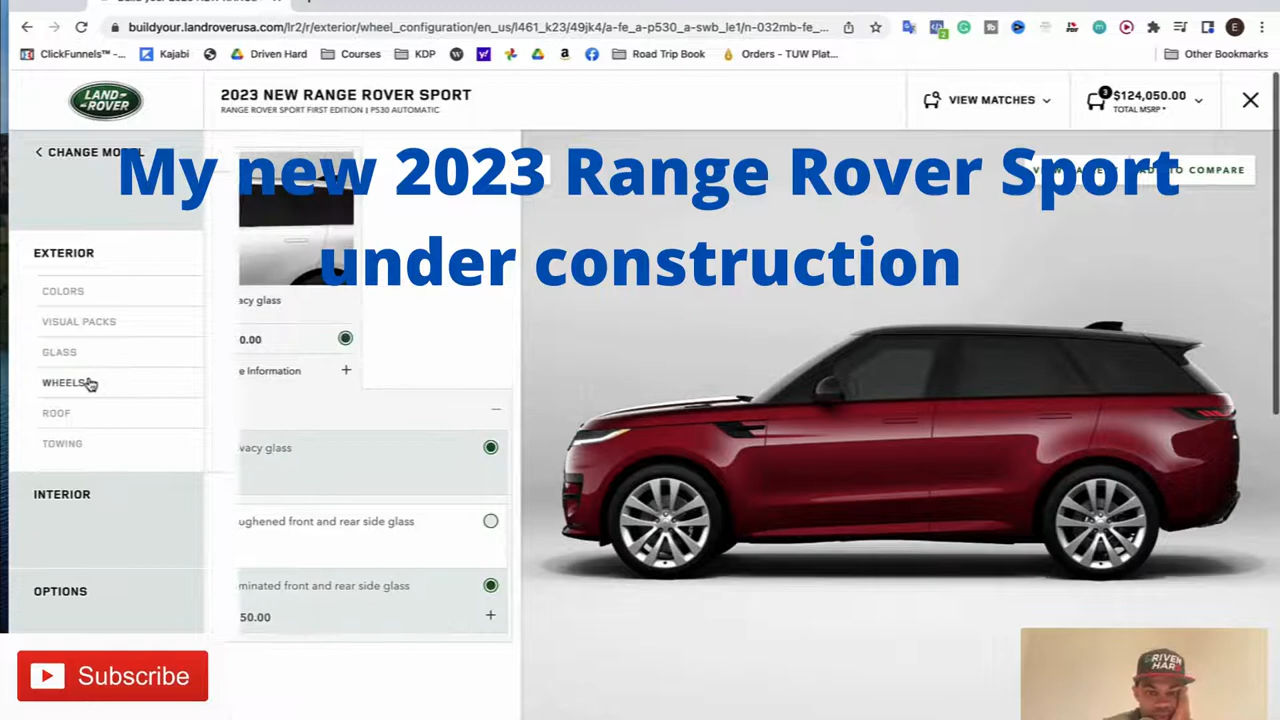 buildyour.landroverusa.com/lr2/r/exterior/wheel_configuration/en_us/l461_k23/49jk4/a-fe_a-p530_a-swb_le1/n-032mb-fe_...
E
ClickFunnels™ -...
Kajabi
Driven Hard
Courses
KDP
Road Trip Book
Orders - TUW Plat...
Other Bookmarks
LAND-
ROVER
2023 NEW RANGE ROVER SPORT
RANGE ROVER SPORT FIRST EDITION | P530 AUTOMATIC
VIEW MATCHES
3
$124,050.00
TOTAL MSRP *
CHANGE MO
My new 2023 Range Rover Sport
under construction
TO COMPARE
EXTERIOR
COLORS
VISUAL PACKS
GLASS
WHEELS
ROOF
TOWING
INTERIOR
OPTIONS
acy glass
0.00
e Information
vacy glass
ughened front and rear side glass
minated front and rear side glass
50.00
Subscribe
DRIVEN
HAR